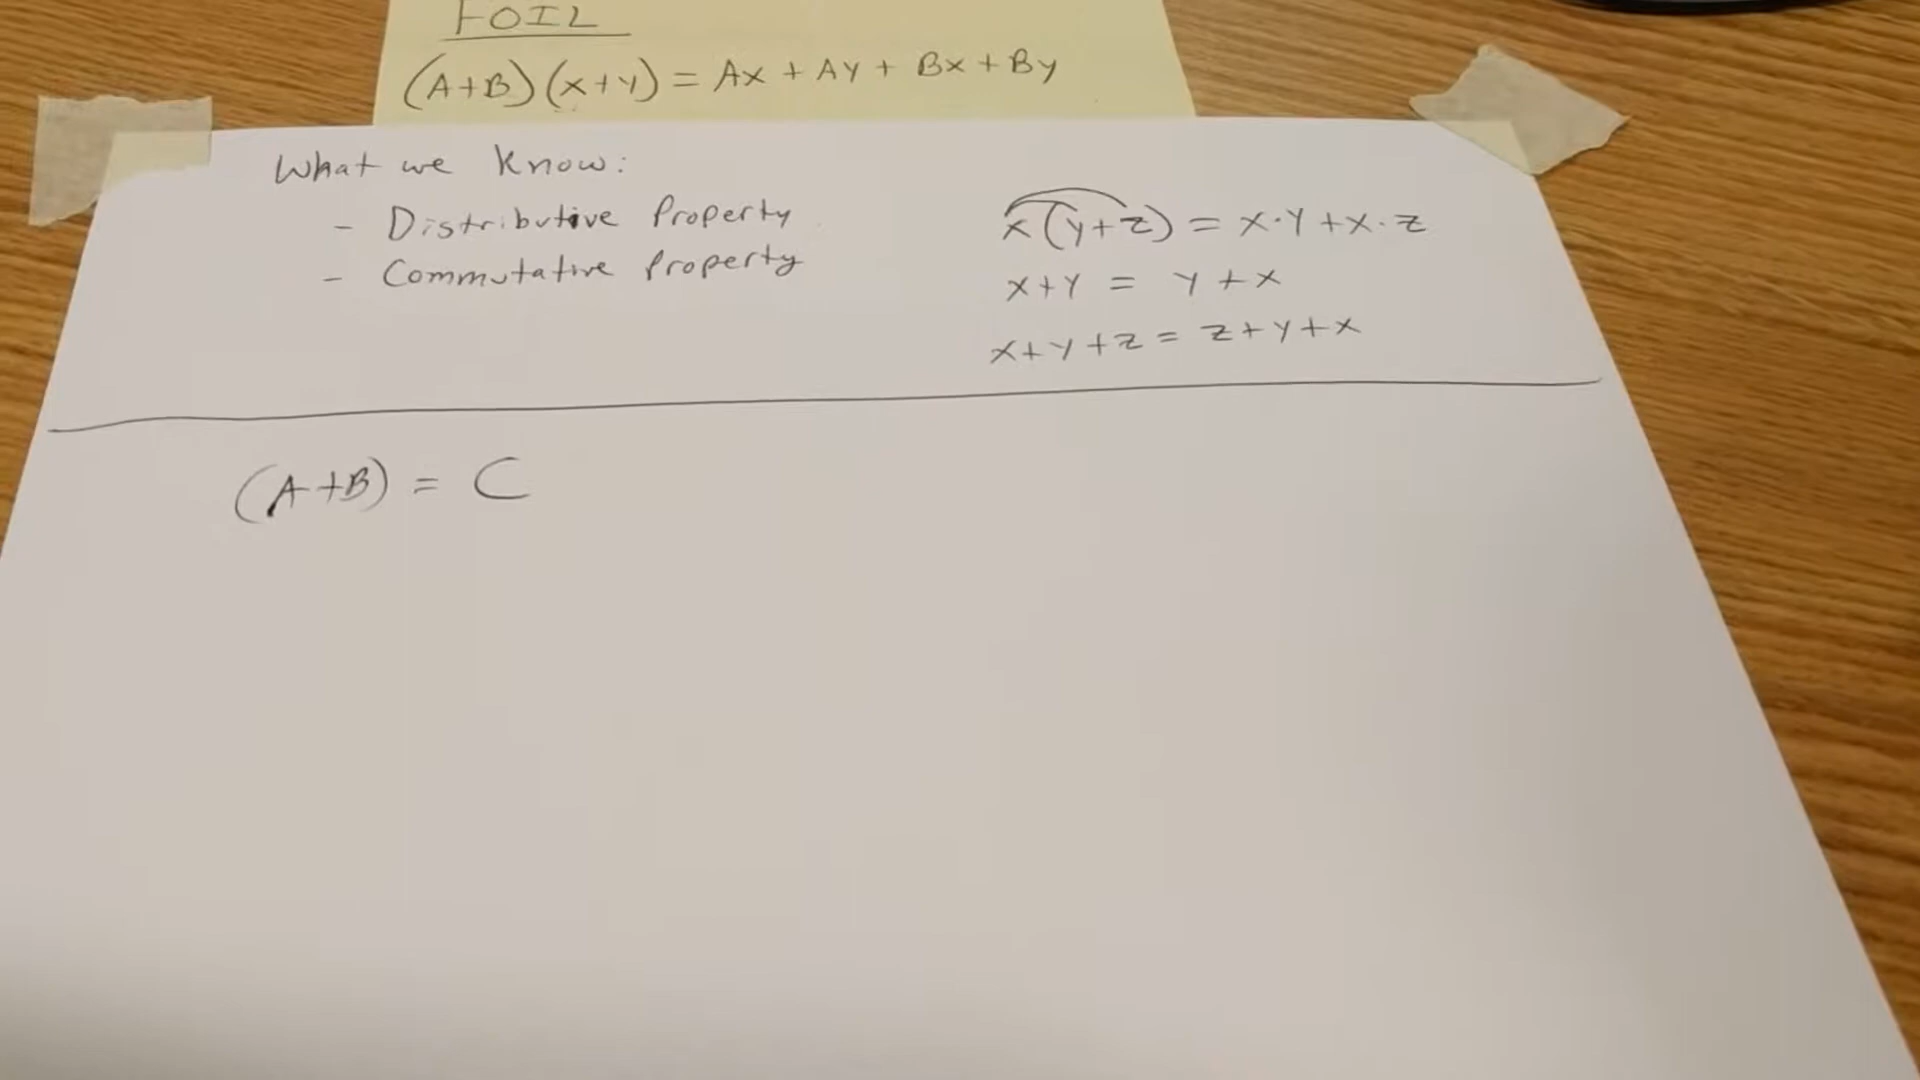 FOIL
(A+B)(x+y) = Ax + Ay + Bx + By
What we know:
- Distributive Property
x(y+z) = x·y + x·z
- Commutative Property
x+y = y+x
x+y+z = z+y+x
(A+B) = C